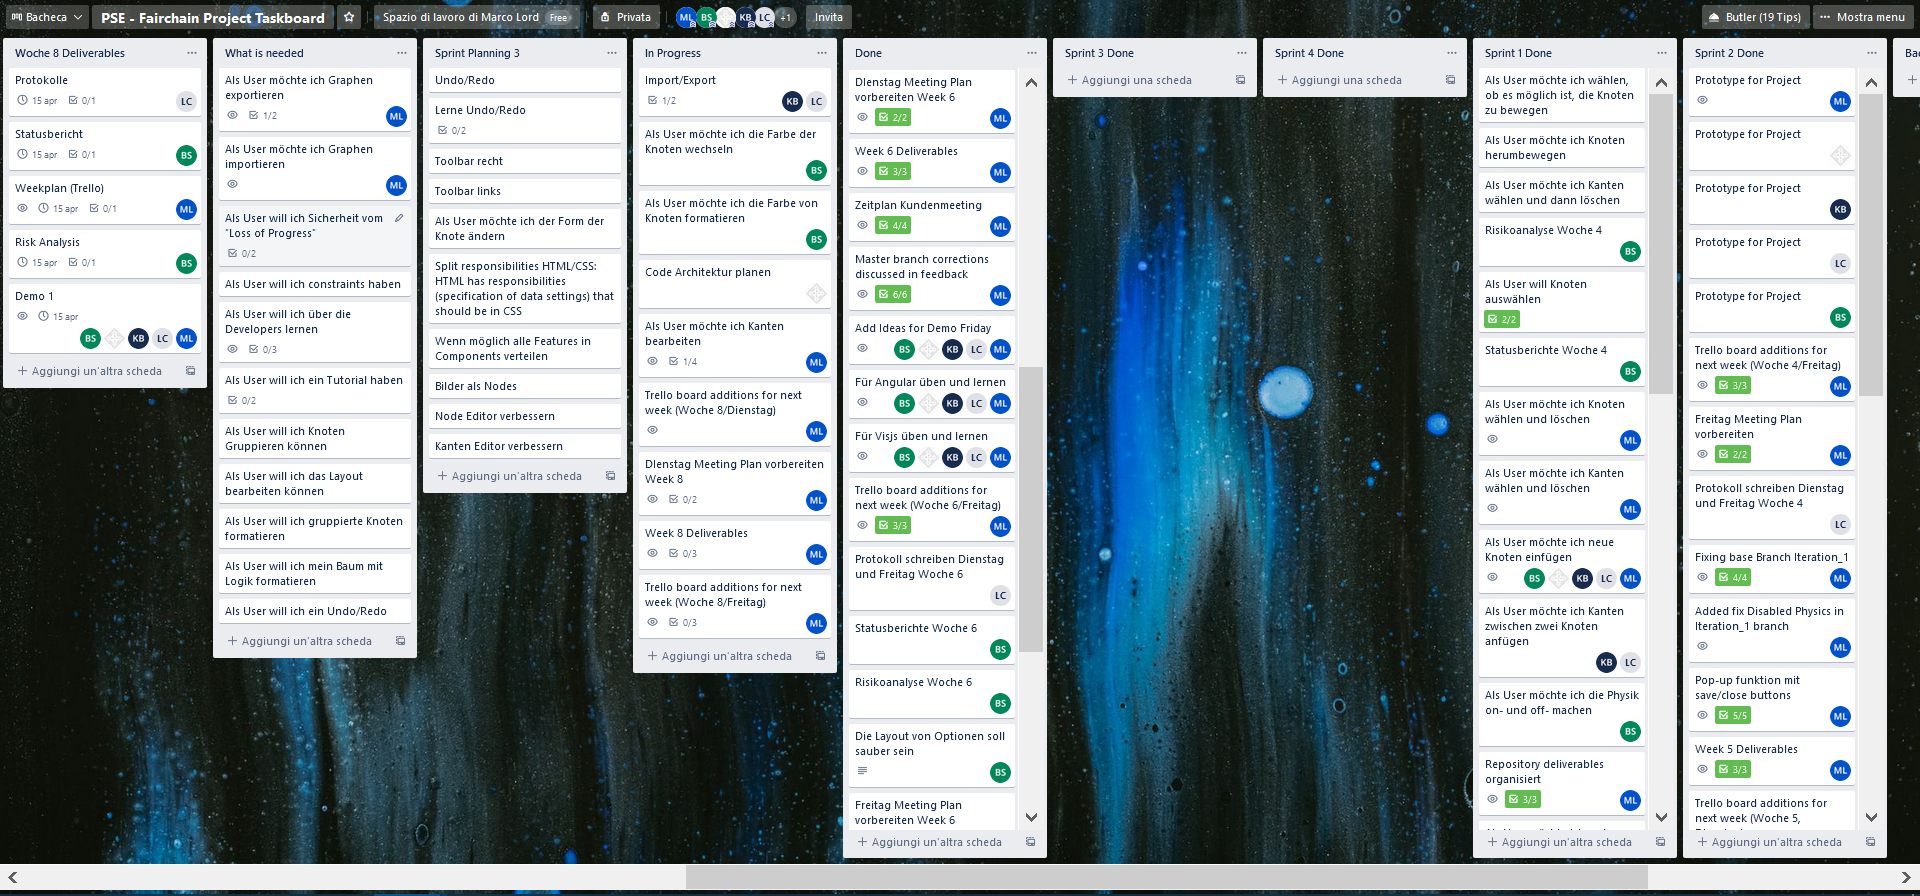 Bacheca
PSE - Fairchain Project Taskboard
Spazio di lavoro di Marco Lord Free
Privata
ML BS KB LC +1
Invita
Butler (19 Tips)
Mostra menu
Woche 8 Deliverables
Protokolle
15 apr 0/1
LC
Statusbericht
15 apr 0/1
BS
Weekplan (Trello)
15 apr 0/1
ML
Risk Analysis
15 apr 0/1
BS
Demo 1
15 apr
BS KB LC ML
+ Aggiungi un'altra scheda
What is needed
Als User möchte ich Graphen
exportieren
1/2
ML
Als User möchte ich Graphen
importieren
ML
Als User will ich Sicherheit vom
"Loss of Progress"
0/2
Als User will ich constraints haben
Als User will ich über die
Developers lernen
0/3
Als User will ich ein Tutorial haben
0/2
Als User will ich Knoten
Gruppieren können
Als User will ich das Layout
bearbeiten können
Als User will ich gruppierte Knoten
formatieren
Als User will ich mein Baum mit
Logik formatieren
Als User will ich ein Undo/Redo
+ Aggiungi un'altra scheda
Sprint Planning 3
Undo/Redo
Lerne Undo/Redo
0/2
Toolbar recht
Toolbar links
Als User möchte ich der Form der
Knote ändern
Split responsibilities HTML/CSS:
HTML has responsibilities
(specification of data settings) that
should be in CSS
Wenn möglich alle Features in
Components verteilen
Bilder als Nodes
Node Editor verbessern
Kanten Editor verbessern
+ Aggiungi un'altra scheda
In Progress
Import/Export
1/2
KB LC
Als User möchte ich die Farbe der
Knoten wechseln
BS
Als User möchte ich die Farbe von
Knoten formatieren
BS
Code Architektur planen
Als User möchte ich Kanten
bearbeiten
1/4
ML
Trello board additions for next
week (Woche 8/Dienstag)
ML
DIenstag Meeting Plan vorbereiten
Week 8
0/2
ML
Week 8 Deliverables
0/3
ML
Trello board additions for next
week (Woche 8/Freitag)
0/3
ML
+ Aggiungi un'altra scheda
Done
DIenstag Meeting Plan
vorbereiten Week 6
2/2
ML
Week 6 Deliverables
3/3
ML
Zeitplan Kundenmeeting
4/4
ML
Master branch corrections
discussed in feedback
6/6
ML
Add Ideas for Demo Friday
BS KB LC ML
Für Angular üben und lernen
BS KB LC ML
Für Visjs üben und lernen
BS KB LC ML
Trello board additions for
next week (Woche 6/Freitag)
3/3
ML
Protokoll schreiben Dienstag
und Freitag Woche 6
LC
Statusberichte Woche 6
BS
Risikoanalyse Woche 6
BS
Die Layout von Optionen soll
sauber sein
BS
Freitag Meeting Plan
vorbereiten Week 6
+ Aggiungi un'altra scheda
Sprint 3 Done
+ Aggiungi una scheda
Sprint 4 Done
+ Aggiungi una scheda
Sprint 1 Done
Als User möchte ich wählen,
ob es möglich ist, die Knoten
zu bewegen
Als User möchte ich Knoten
herumbewegen
Als User möchte ich Kanten
wählen und dann löschen
Risikoanalyse Woche 4
BS
Als User will Knoten
auswählen
2/2
Statusberichte Woche 4
BS
Als User möchte ich Knoten
wählen und löschen
ML
Als User möchte ich Kanten
wählen und löschen
ML
Als User möchte ich neue
Knoten einfügen
BS KB LC ML
Als User möchte ich Kanten
zwischen zwei Knoten
anfügen
KB LC
Als User möchte ich die Physik
on- und off- machen
BS
Repository deliverables
organisiert
3/3
ML
+ Aggiungi un'altra scheda
Sprint 2 Done
Prototype for Project
ML
Prototype for Project
Prototype for Project
KB
Prototype for Project
LC
Prototype for Project
BS
Trello board additions for
next week (Woche 4/Freitag)
3/3
ML
Freitag Meeting Plan
vorbereiten
2/2
ML
Protokoll schreiben Dienstag
und Freitag Woche 4
LC
Fixing base Branch Iteration_1
4/4
ML
Added fix Disabled Physics in
Iteration_1 branch
ML
Pop-up funktion mit
save/close buttons
5/5
ML
Week 5 Deliverables
3/3
ML
Trello board additions for
next week (Woche 5,
+ Aggiungi un'altra scheda
Bac
+